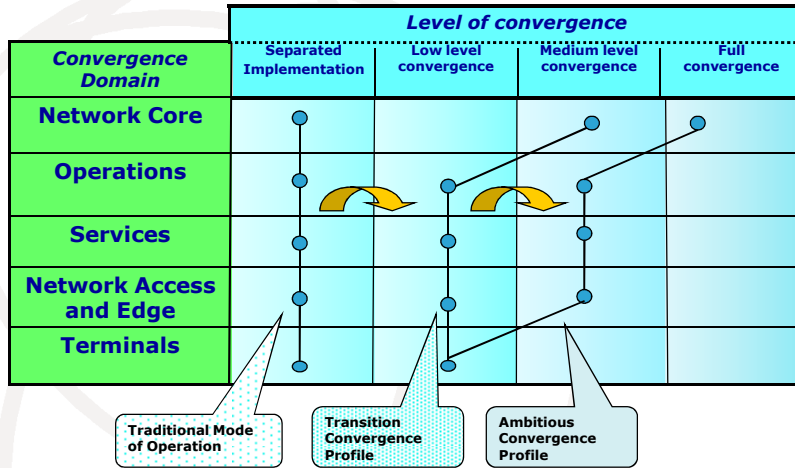 Level of convergence
Convergence
Domain
Separated
Implementation
Low level
convergence
Medium level
convergence
Full
convergence
Network Core
Operations
Services
Network Access
and Edge
Terminals
Traditional Mode
of Operation
Transition
Convergence
Profile
Ambitious
Convergence
Profile